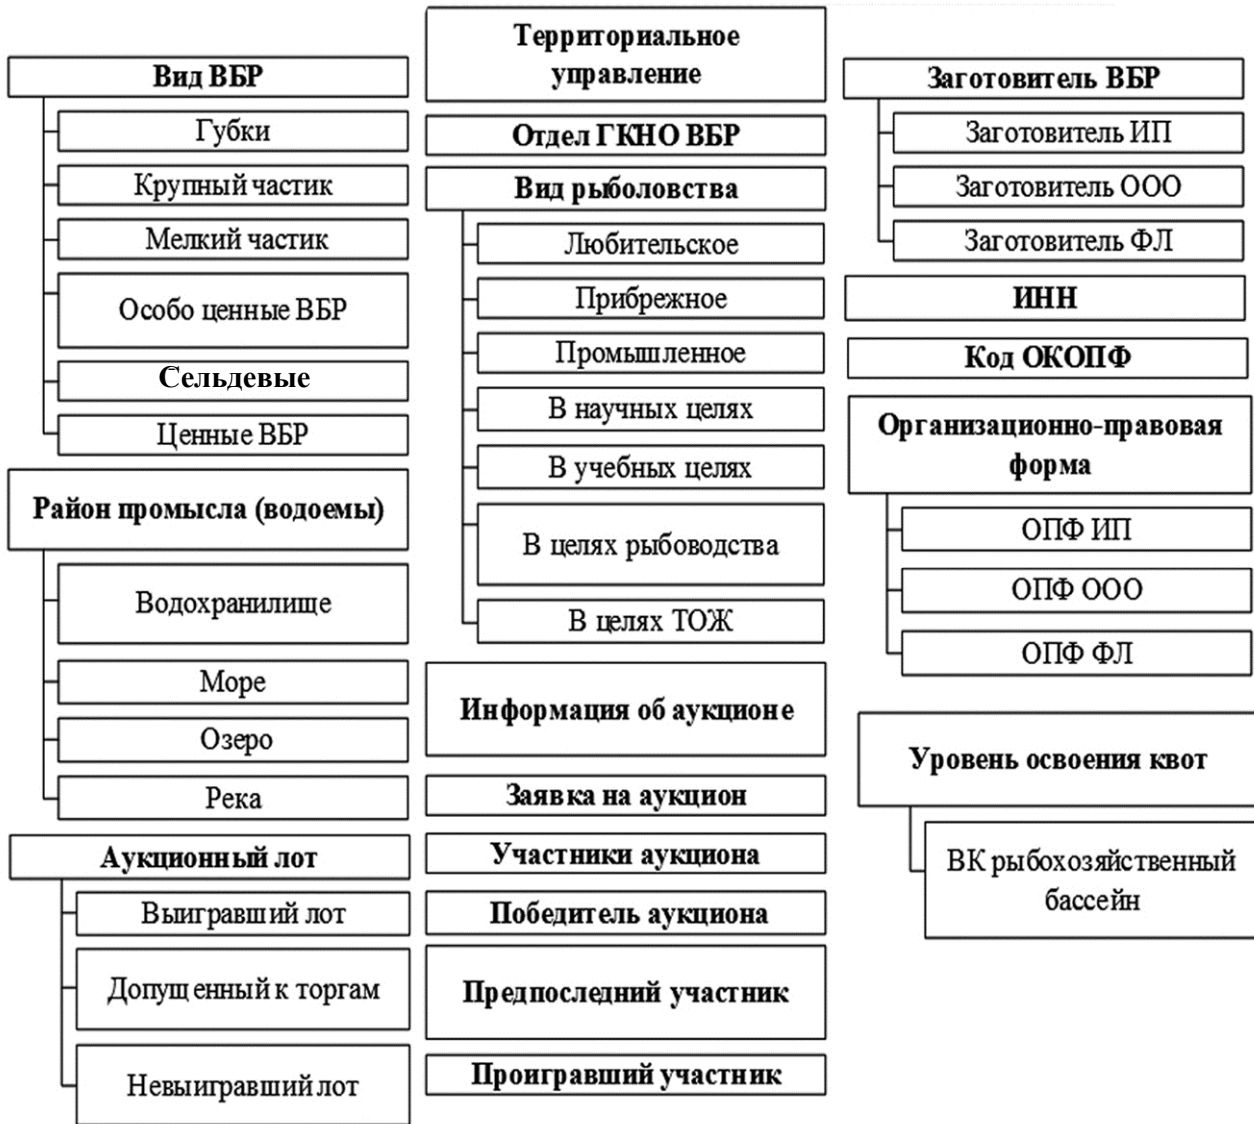 Вид ВБР
Губки
Крупный частик
Мелкий частик
Особо ценные ВБР
Сельдевые
Ценные ВБР
Район промысла (водоемы)
Водохранилище
Море
Озеро
Река
Аукционный лот
Выигравший лот
Допущенный к торгам
Невыигравший лот
Территориальное
управление
Отдел ГКНО ВБР
Вид рыболовства
Любительское
Прибрежное
Промышленное
В научных целях
В учебных целях
В целях рыбоводства
В целях ТОЖ
Информация об аукционе
Заявка на аукцион
Участники аукциона
Победитель аукциона
Предпоследний участник
Проигравший участник
Заготовитель ВБР
Заготовитель ИП
Заготовитель ООО
Заготовитель ФЛ
ИНН
Код ОКОПФ
Организационно-правовая
форма
ОПФ ИП
ОПФ ООО
ОПФ ФЛ
Уровень освоения квот
ВК рыбохозяйственный
бассейн